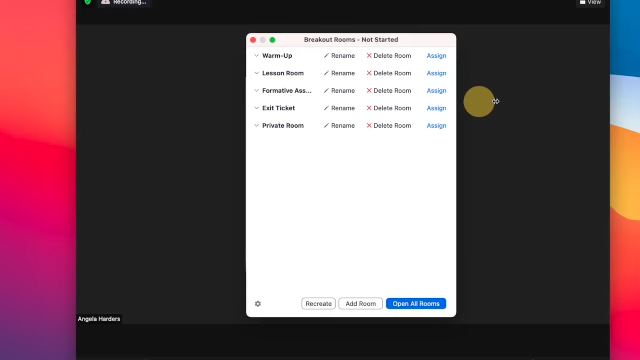 Recording... View
Breakout Rooms - Not Started
Warm-Up Rename Delete Room Assign
Lesson Room Rename Delete Room Assign
Formative Ass... Rename Delete Room Assign
Exit Ticket Rename Delete Room Assign
Private Room Rename Delete Room Assign
Recreate Add Room Open All Rooms
Angela Harders